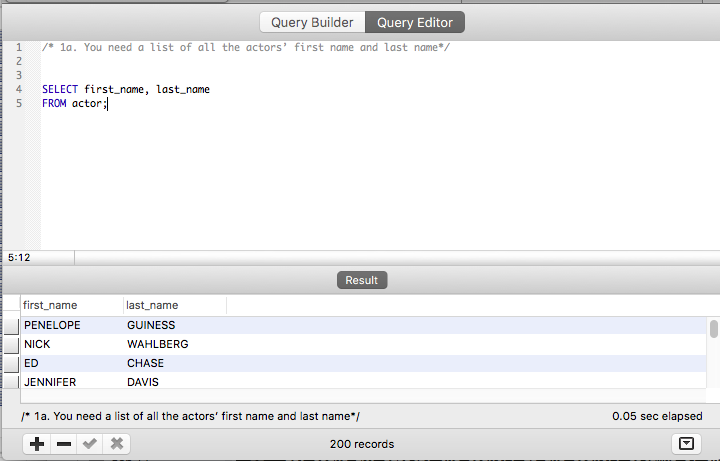 Query Builder Query Editor
1 /* 1a. You need a list of all the actors’ first name and last name*/
2
3
4 SELECT first_name, last_name
5 FROM actor;
5:12
Result
first_name last_name
PENELOPE GUINESS
NICK WAHLBERG
ED CHASE
JENNIFER DAVIS
/* 1a. You need a list of all the actors’ first name and last name*/ 0.05 sec elapsed
200 records